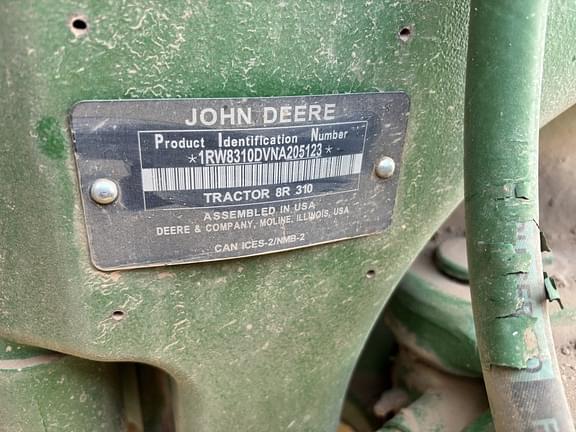 JOHN DEERE
Product Identification Number
*1RW8310DVNA205123*
TRACTOR 8R 310
ASSEMBLED IN USA
DEERE & COMPANY, MOLINE, ILLINOIS, USA
CAN ICES-2/NMB-2